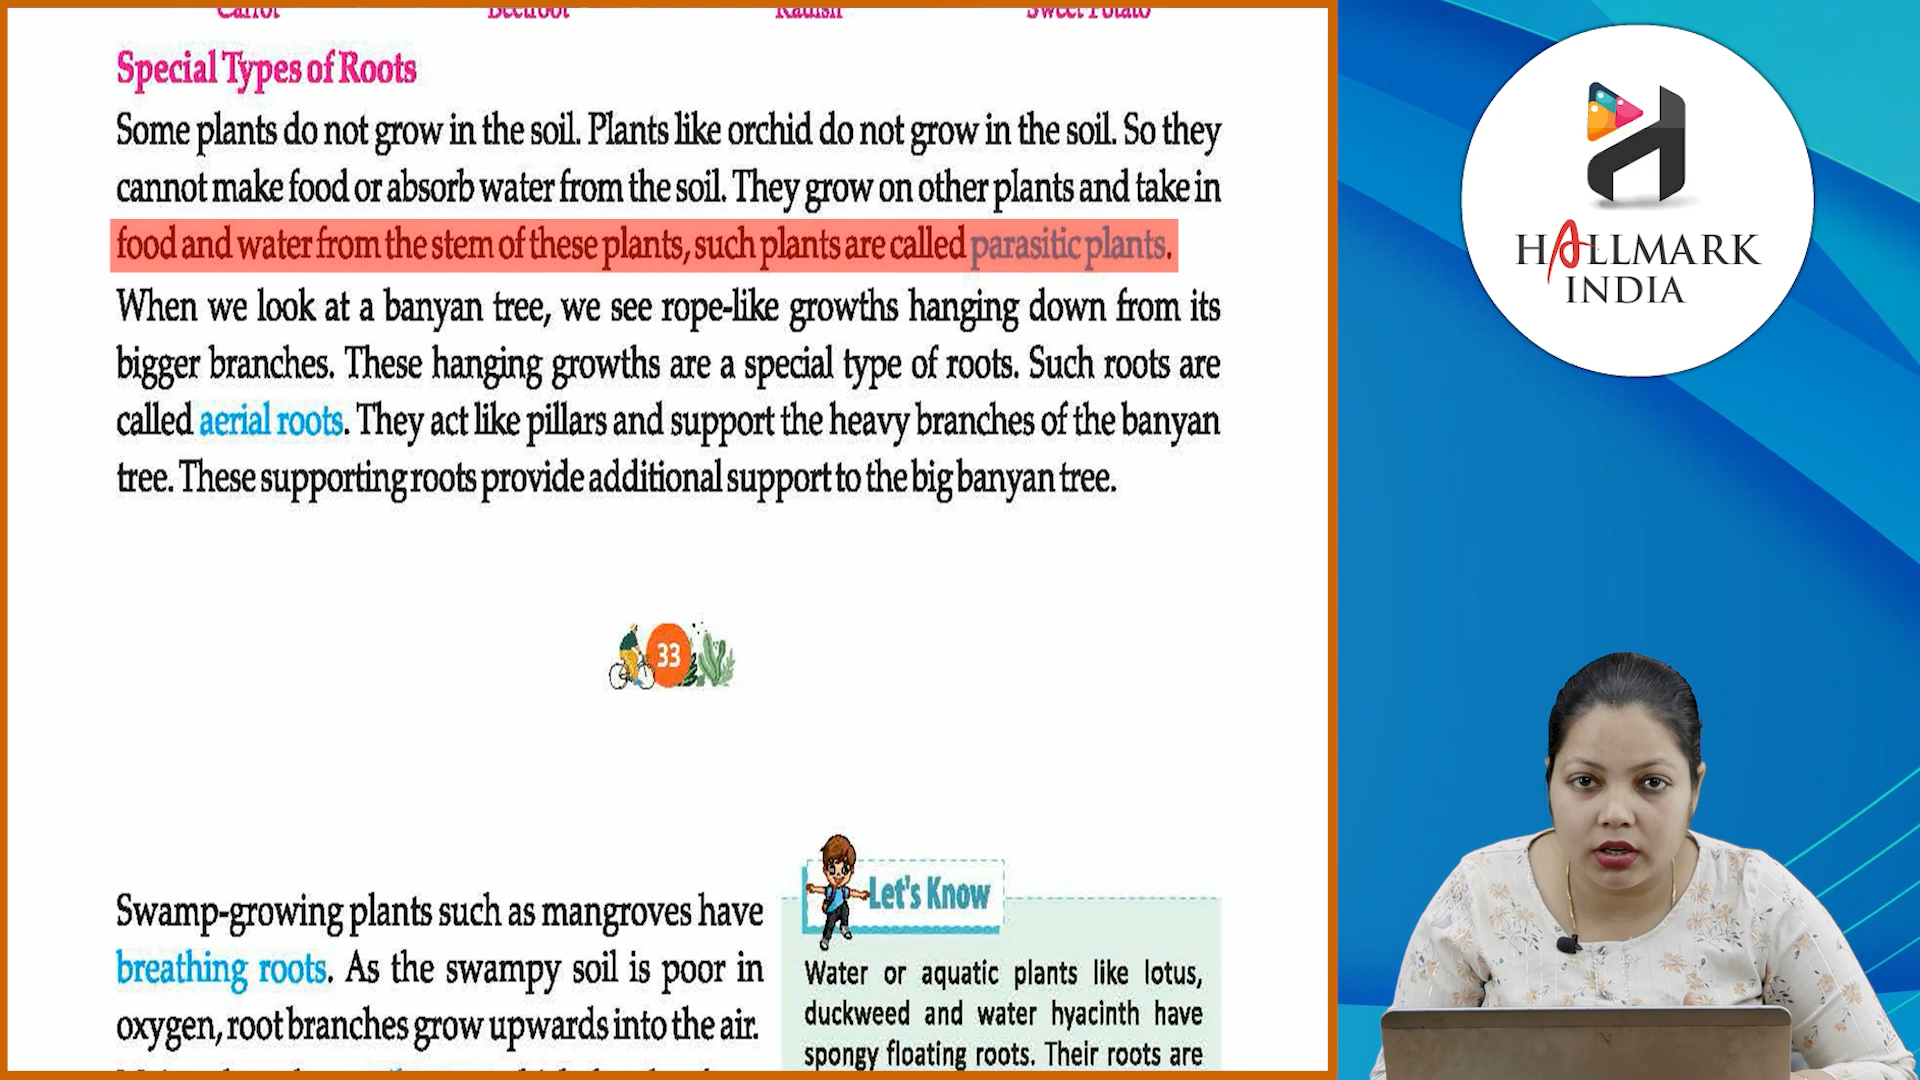 Carrot Beetroot Radish Sweet Potato
Special Types of Roots
Some plants do not grow in the soil. Plants like orchid do not grow in the soil. So they
cannot make food or absorb water from the soil. They grow on other plants and take in
food and water from the stem of these plants, such plants are called parasitic plants.
When we look at a banyan tree, we see rope-like growths hanging down from its
bigger branches. These hanging growths are a special type of roots. Such roots are
called aerial roots. They act like pillars and support the heavy branches of the banyan
tree. These supporting roots provide additional support to the big banyan tree.
33
Swamp-growing plants such as mangroves have
breathing roots. As the swampy soil is poor in
oxygen, root branches grow upwards into the air.
Let's Know
Water or aquatic plants like lotus,
duckweed and water hyacinth have
spongy floating roots. Their roots are
HALLMARK
INDIA